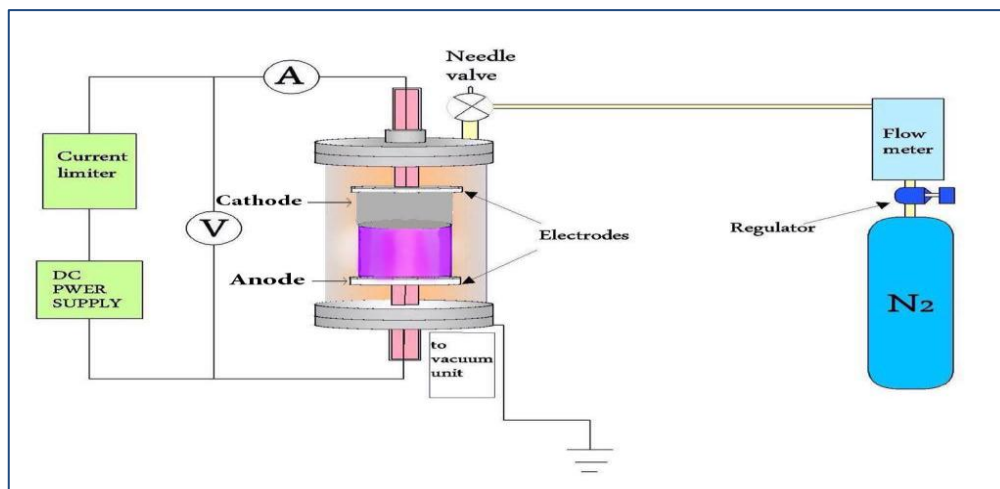 Needle
valve
A
Flow
meter
Current
limiter
Cathode
V
Electrodes
Regulator
Anode
DC
PWER
SUPPLY
N2
to
vacuum
unit